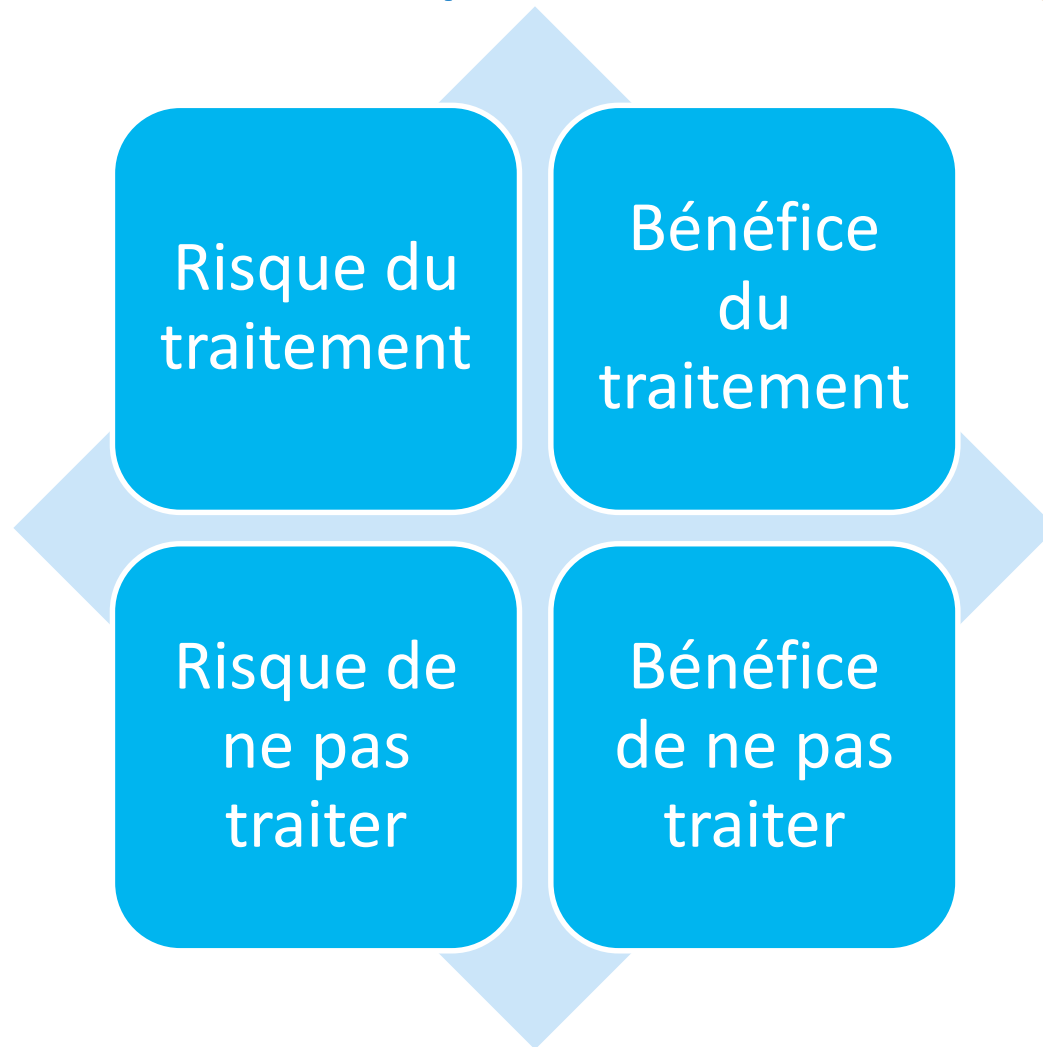 Risque du
traitement
Bénéfice
du
traitement
Risque de
ne pas
traiter
Bénéfice
de ne pas
traiter